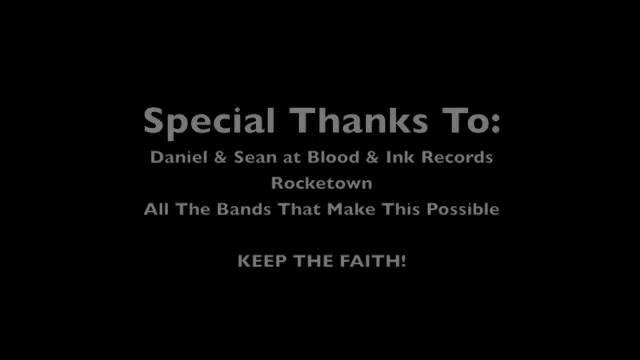 Special Thanks To:
Daniel & Sean at Blood & Ink Records
Rocketown
All The Bands That Make This Possible
KEEP THE FAITH!